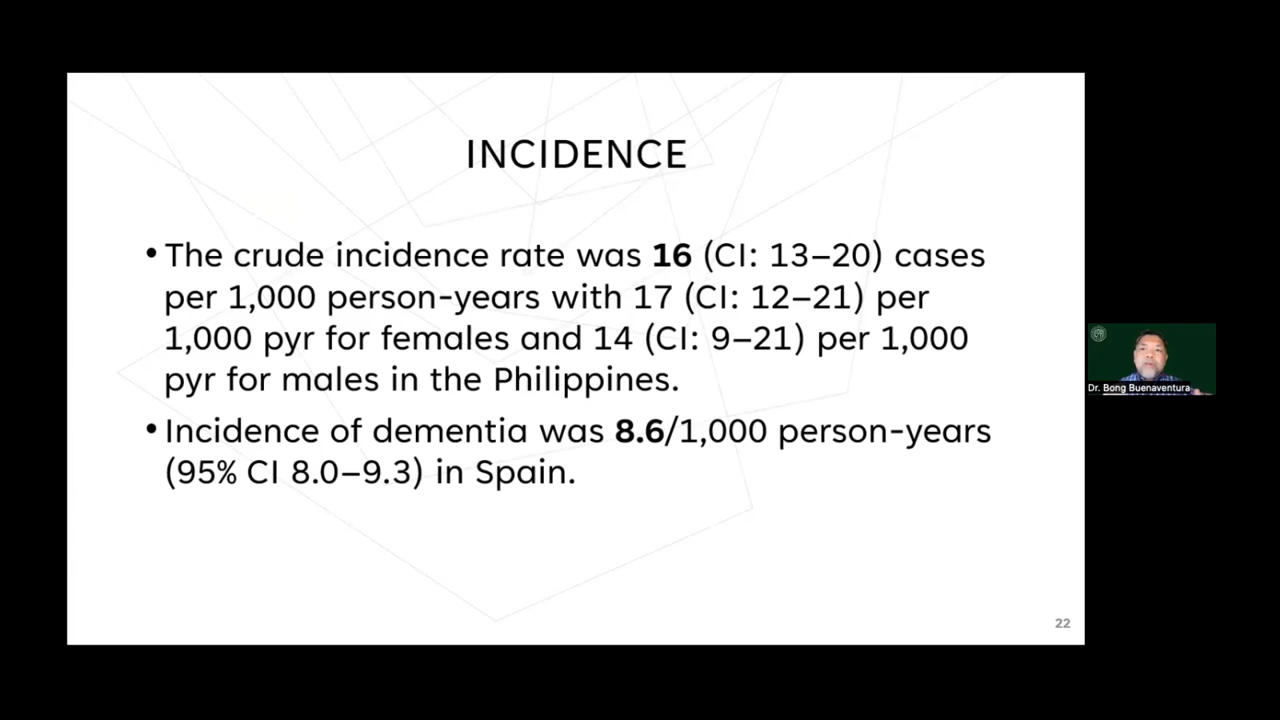 INCIDENCE
• The crude incidence rate was 16 (CI: 13–20) cases
per 1,000 person-years with 17 (CI: 12–21) per
1,000 pyr for females and 14 (CI: 9–21) per 1,000
pyr for males in the Philippines.
• Incidence of dementia was 8.6/1,000 person-years
(95% CI 8.0–9.3) in Spain.
Dr. Bong Buenaventura
22